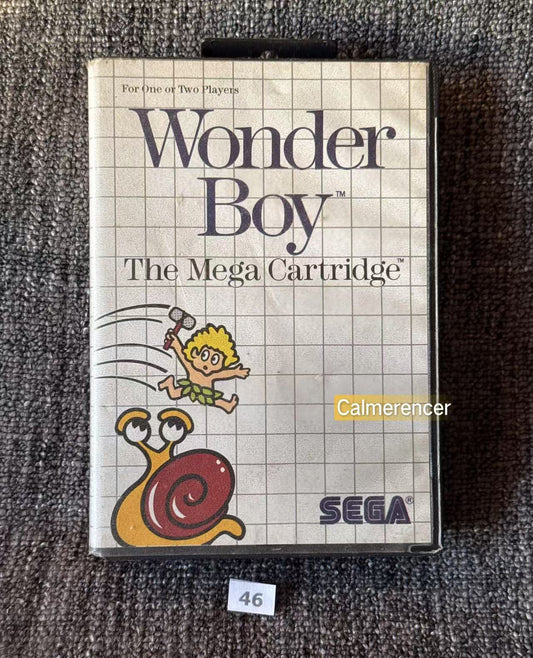 For One or Two Players
Wonder
Boy™
The Mega Cartridge™
Calmerencer
SEGA®
46